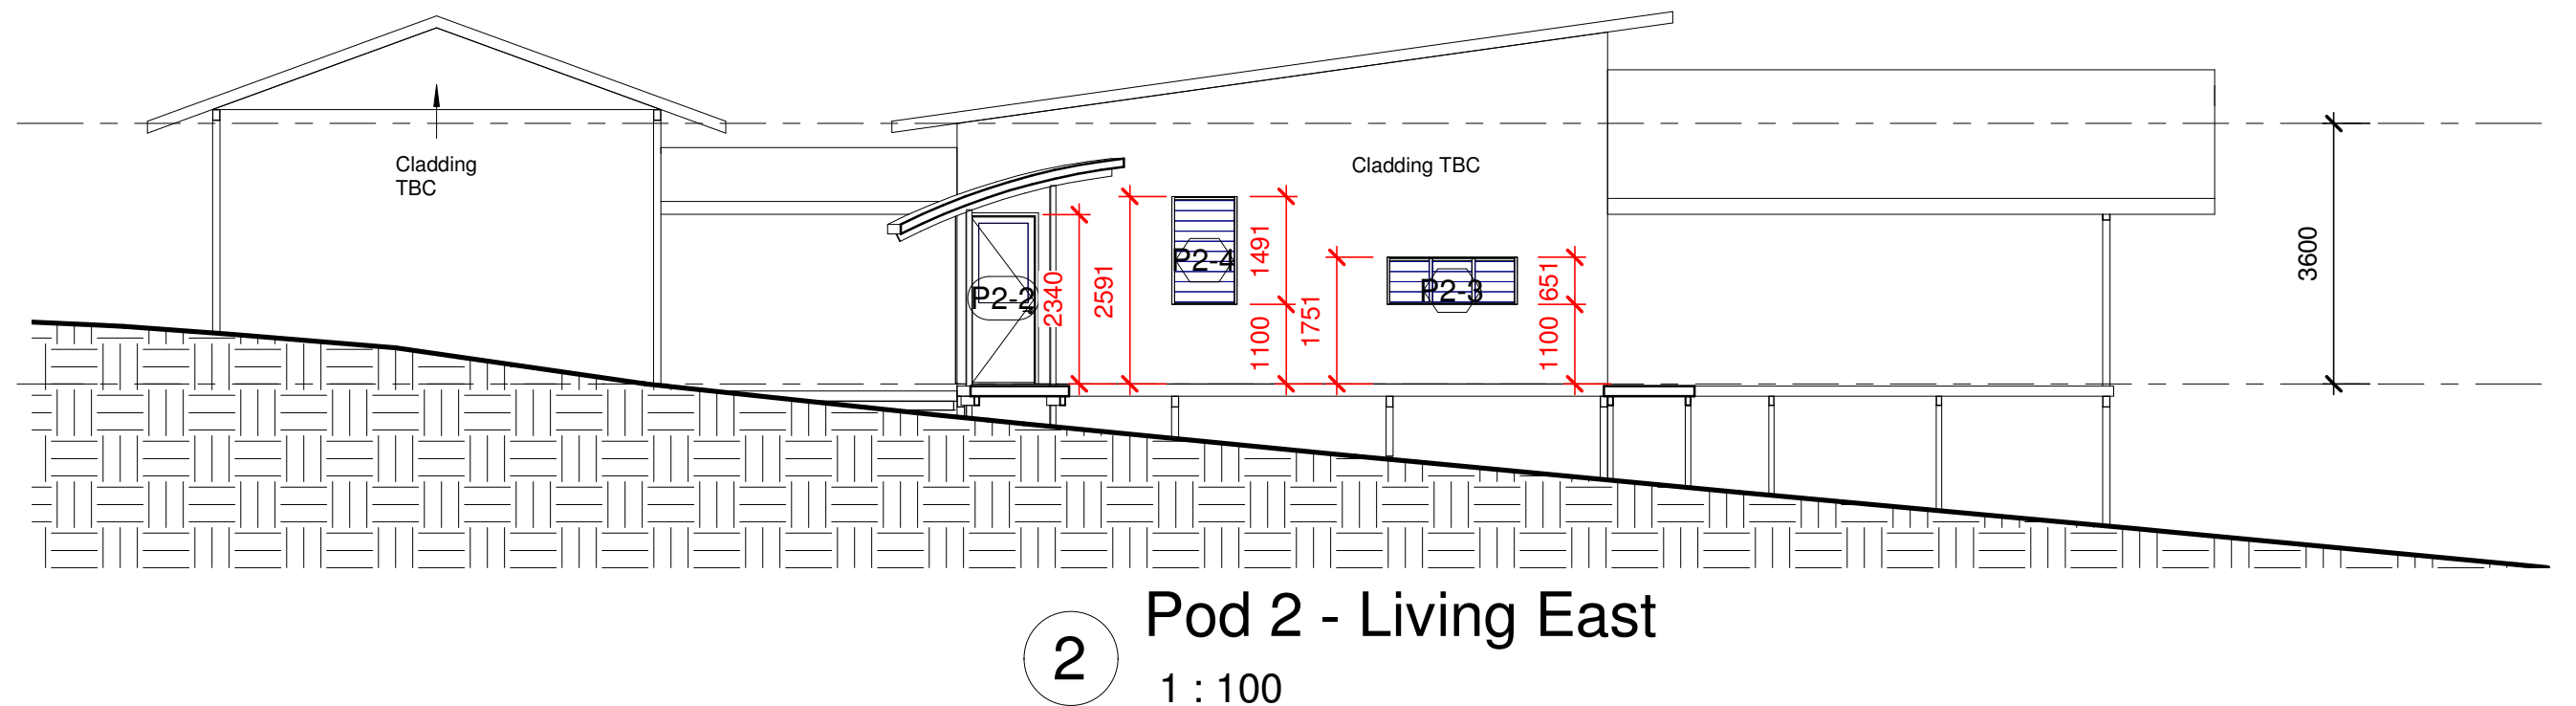 Cladding
TBC
Cladding TBC
P2-2
2340
2591
P2-4
1491
1100
1751
P2-3
651
1100
3600
2
Pod 2 - Living East
1 : 100